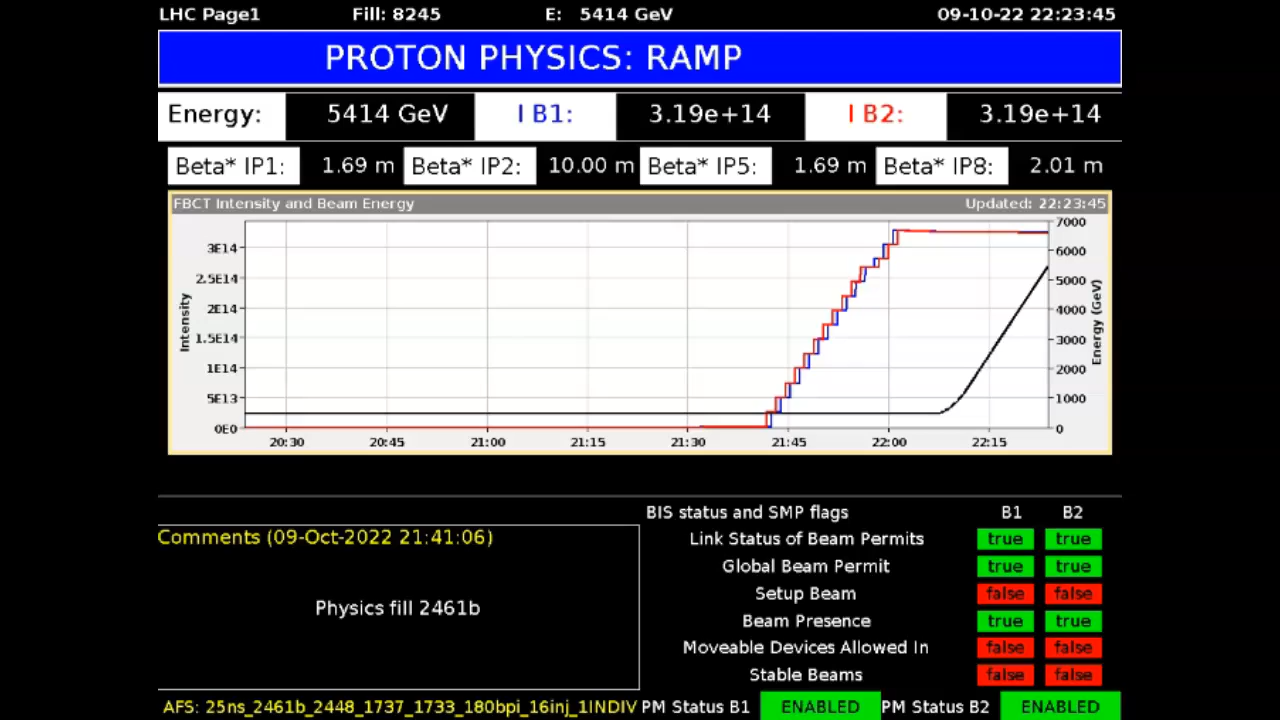 LHC Page1 Fill: 8245 E: 5414 GeV 09-10-22 22:23:45
PROTON PHYSICS: RAMP
Energy: 5414 GeV I B1: 3.19e+14 I B2: 3.19e+14
Beta* IP1: 1.69 m Beta* IP2: 10.00 m Beta* IP5: 1.69 m Beta* IP8: 2.01 m
FBCT Intensity and Beam Energy Updated: 22:23:45
Intensity
3E14
2.5E14
2E14
1.5E14
1E14
5E13
0E0
7000
6000
5000
4000
3000
2000
1000
0
Energy (GeV)
20:30 20:45 21:00 21:15 21:30 21:45 22:00 22:15
Comments (09-Oct-2022 21:41:06)
Physics fill 2461b
BIS status and SMP flags B1 B2
Link Status of Beam Permits true true
Global Beam Permit true true
Setup Beam false false
Beam Presence true true
Moveable Devices Allowed In false false
Stable Beams false false
AFS: 25ns_2461b_2448_1737_1733_180bpi_16inj_1INDIV PM Status B1 ENABLED PM Status B2 ENABLED